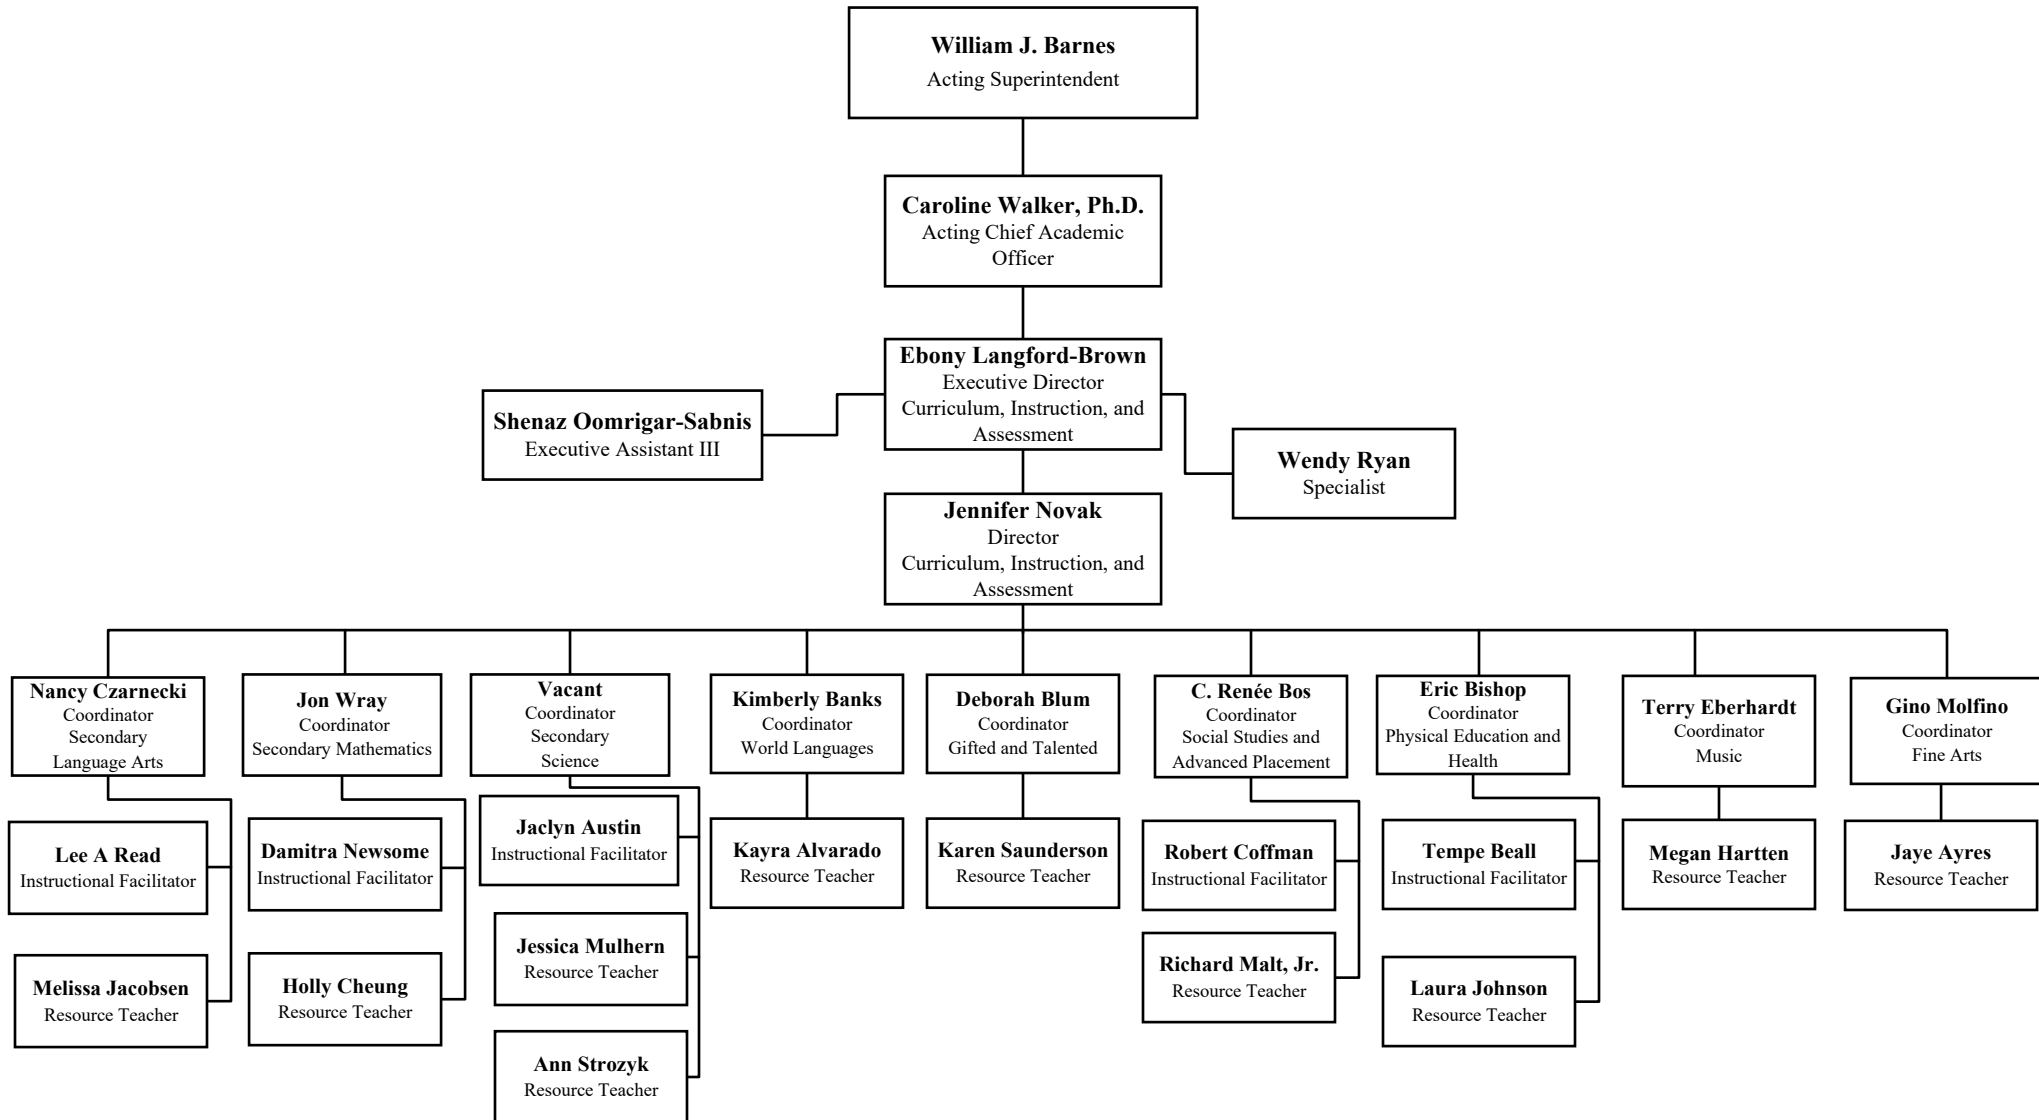 William J. Barnes
Acting Superintendent
Caroline Walker, Ph.D.
Acting Chief Academic
Officer
Ebony Langford-Brown
Executive Director
Curriculum, Instruction, and
Assessment
Shenaz Oomrigar-Sabnis
Executive Assistant III
Wendy Ryan
Specialist
Jennifer Novak
Director
Curriculum, Instruction, and
Assessment
Nancy Czarnecki
Coordinator
Secondary
Language Arts
Jon Wray
Coordinator
Secondary Mathematics
Vacant
Coordinator
Secondary
Science
Kimberly Banks
Coordinator
World Languages
Deborah Blum
Coordinator
Gifted and Talented
C. Renée Bos
Coordinator
Social Studies and
Advanced Placement
Eric Bishop
Coordinator
Physical Education and
Health
Terry Eberhardt
Coordinator
Music
Gino Molfino
Coordinator
Fine Arts
Lee A Read
Instructional Facilitator
Damitra Newsome
Instructional Facilitator
Jaclyn Austin
Instructional Facilitator
Kayra Alvarado
Resource Teacher
Karen Saunderson
Resource Teacher
Robert Coffman
Instructional Facilitator
Tempe Beall
Instructional Facilitator
Megan Hartten
Resource Teacher
Jaye Ayres
Resource Teacher
Melissa Jacobsen
Resource Teacher
Holly Cheung
Resource Teacher
Jessica Mulhern
Resource Teacher
Richard Malt, Jr.
Resource Teacher
Laura Johnson
Resource Teacher
Ann Strozyk
Resource Teacher